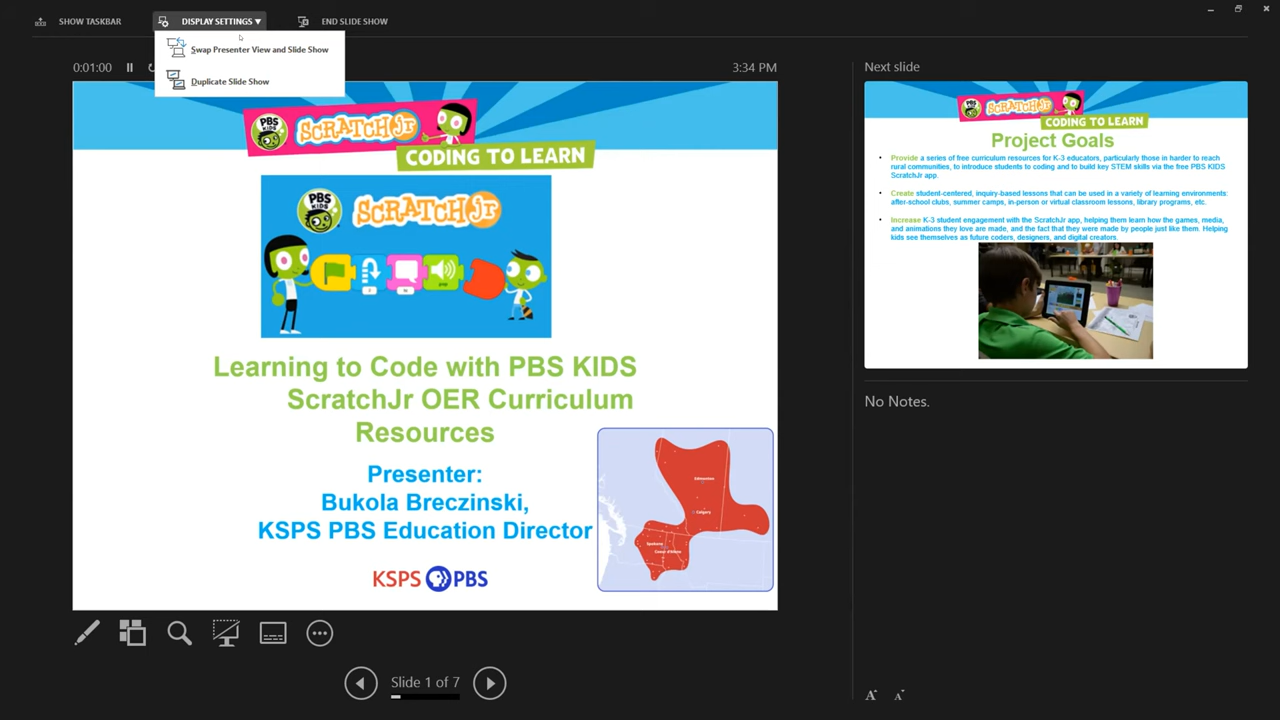 SHOW TASKBAR
DISPLAY SETTINGS ▼
END SLIDE SHOW
Swap Presenter View and Slide Show
Duplicate Slide Show
0:01:00
3:34 PM
PBS KIDS
SCRATCHJr
CODING TO LEARN
PBS KIDS
SCRATCHJr
pop
Learning to Code with PBS KIDS
ScratchJr OER Curriculum
Resources
Presenter:
Bukola Breczinski,
KSPS PBS Education Director
KSPS PBS
Edmonton
Calgary
Spokane
Coeur d'Alene
Slide 1 of 7
Next slide
PBS KIDS
SCRATCHJr
CODING TO LEARN
Project Goals
• Provide a series of free curriculum resources for K-3 educators, particularly those in harder to reach
rural communities, to introduce students to coding and to build key STEM skills via the free PBS KIDS
ScratchJr app.
• Create student-centered, inquiry-based lessons that can be used in a variety of learning environments:
after-school clubs, summer camps, in-person or virtual classroom lessons, library programs, etc.
• Increase K-3 student engagement with the ScratchJr app, helping them learn how the games, media,
and animations they love are made, and the fact that they were made by people just like them. Helping
kids see themselves as future coders, designers, and digital creators.
No Notes.
A A